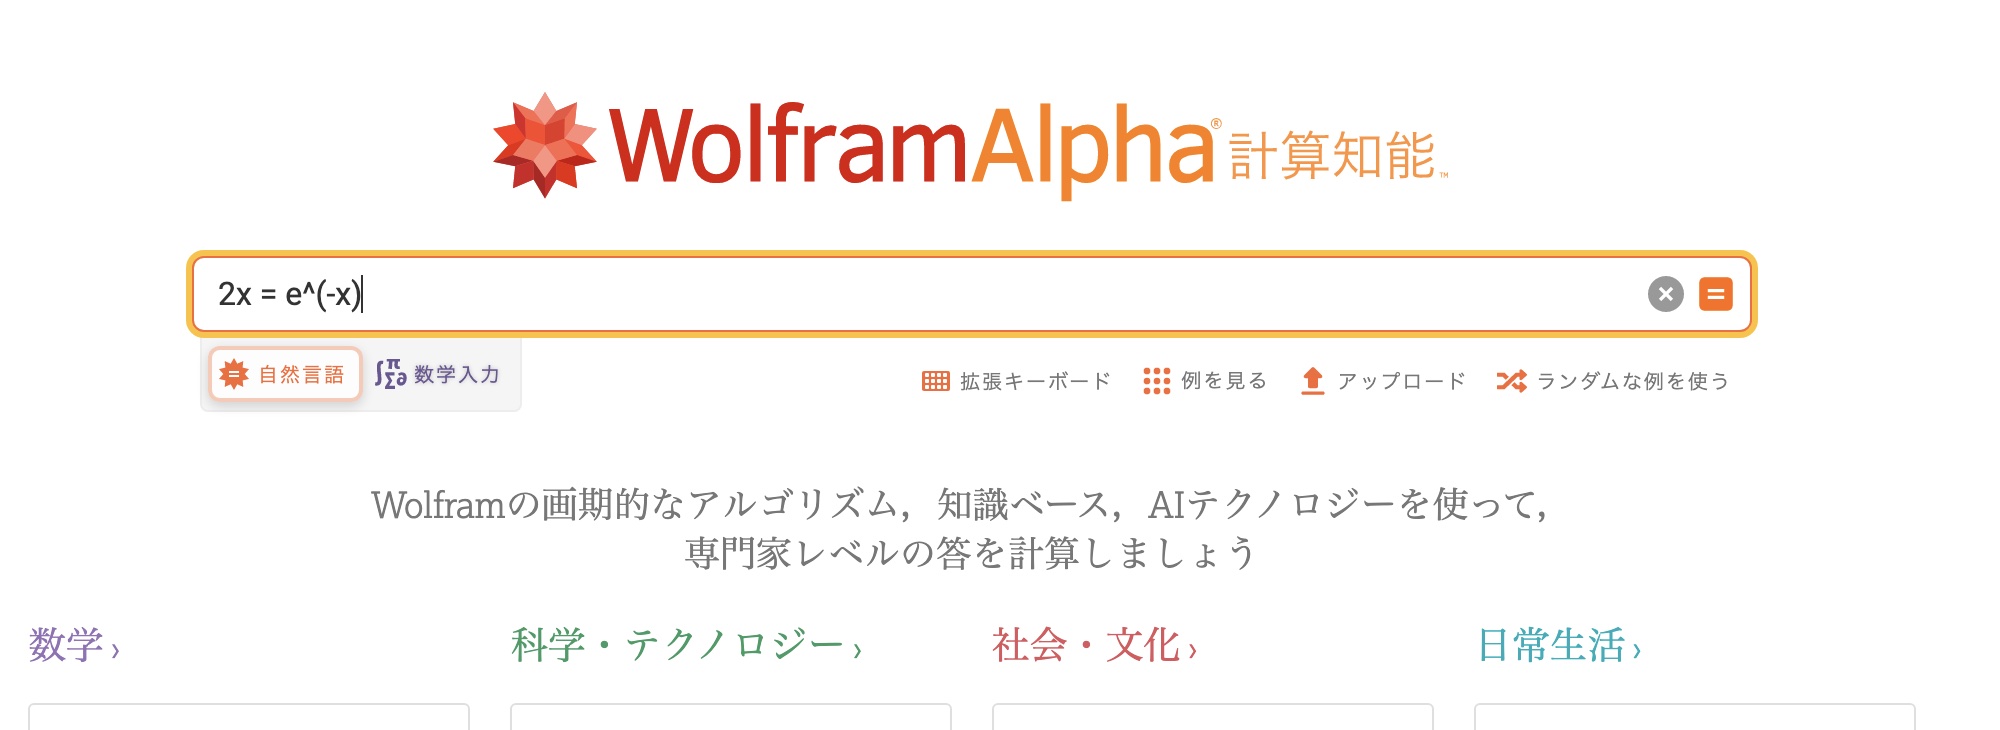 WolframAlpha® 計算知能™
2x = e^(-x)
自然言語 数学入力 拡張キーボード 例を見る アップロード ランダムな例を使う
Wolframの画期的なアルゴリズム，知識ベース，AIテクノロジーを使って，
専門家レベルの答を計算しましょう
数学 › 科学・テクノロジー › 社会・文化 › 日常生活 ›